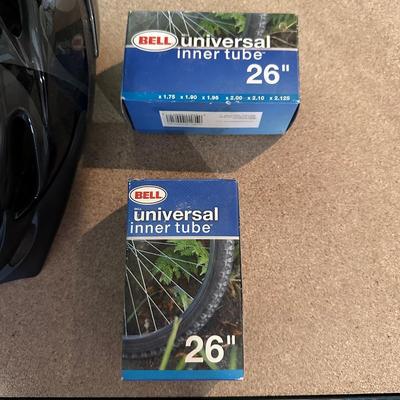 BELL
universal
inner tube
26"
x 1.75 x 1.90 x 1.95 x 2.00 x 2.10 x 2.125
BELL
universal
inner tube
26"